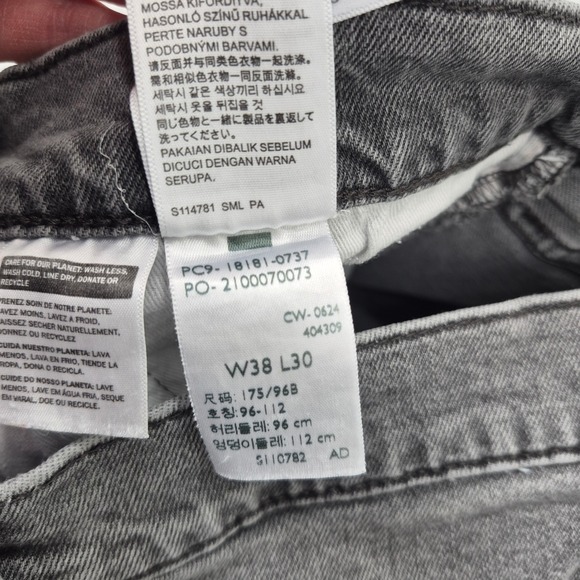 MOSSA KIFORDÍTVA,
HASONLÓ SZÍNŰ RUHÁKKAL
PERTE NARUBY S
PODOBNÝMI BARVAMI.
请反面并与同类色衣物一起洗涤
需和相似色衣物一同反面洗滌
세탁시 같은 색상끼리 하십시요
세탁시 옷을 뒤집을 것
同じ色物と一緒に製品を裏返して
洗ってください。
PAKAIAN DIBALIK SEBELUM
DICUCI DENGAN WARNA
SERUPA.
S114781 SML PA
CARE FOR OUR PLANET: WASH LESS,
WASH COLD, LINE DRY, DONATE OR
RECYCLE
PRENEZ SOIN DE NOTRE PLANÈTE:
LAVEZ MOINS, LAVEZ A FROID,
LAISSEZ SÉCHER NATURELLEMENT,
DONNEZ OU RECYCLEZ
CUIDA NUESTRO PLANETA: LAVA
MENOS, LAVA EN FRÍO, TIENDE LA
ROPA, DONA O RECICLA.
CUIDE DO NOSSO PLANETA: LAVE
MENOS, LAVE EM ÁGUA FRIA, SEQUE
EM VARAL, DOE OU RECICLE.
PC9-18181-0737
PO-2100070073
CW-0624
404309
W38 L30
尺码: 175/96B
호칭: 96-112
허리둘레: 96 cm
엉덩이둘레: 112 cm
S110782 AD